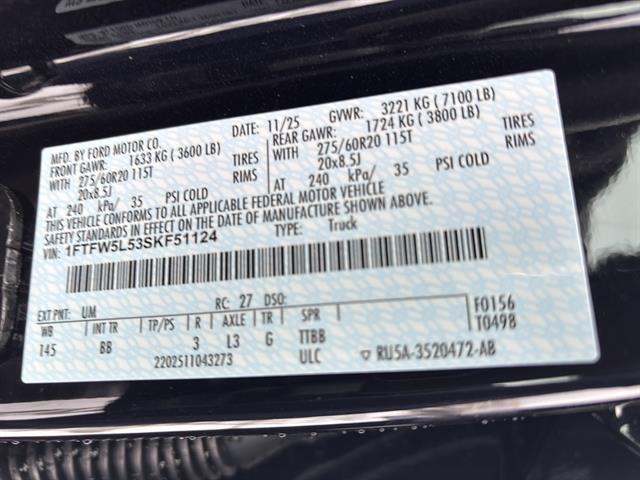 MFD. BY FORD MOTOR CO.
DATE: 11/25 GVWR: 3221 KG ( 7100 LB)
FRONT GAWR: 1633 KG ( 3600 LB) REAR GAWR: 1724 KG ( 3800 LB)
WITH 275/60R20 115T TIRES WITH 275/60R20 115T TIRES
20x8.5J RIMS 20x8.5J RIMS
AT 240 kPa/ 35 PSI COLD AT 240 kPa/ 35 PSI COLD
THIS VEHICLE CONFORMS TO ALL APPLICABLE FEDERAL MOTOR VEHICLE
SAFETY STANDARDS IN EFFECT ON THE DATE OF MANUFACTURE SHOWN ABOVE.
VIN: 1FTFW5L53SKF51124 TYPE: Truck
EXT PNT: UM RC: 27 DSO: F0156
WB INT TR TP/PS R AXLE TR SPR T0498
145 BB 3 L3 G TTBB
2202511043273 ULC RU5A-3520472-AB